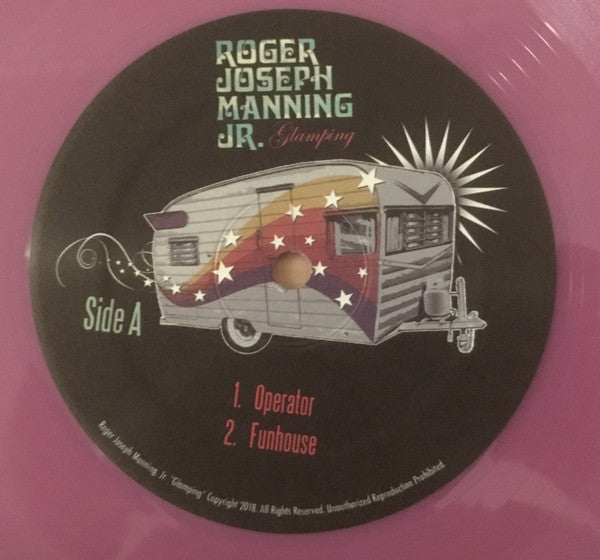 ROGER
JOSEPH
MANNING
JR. Glamping
Side A
1. Operator
2. Funhouse
Roger Joseph Manning, Jr. "Glamping" Copyright 2018. All Rights Reserved. Unauthorized Reproduction Prohibited.